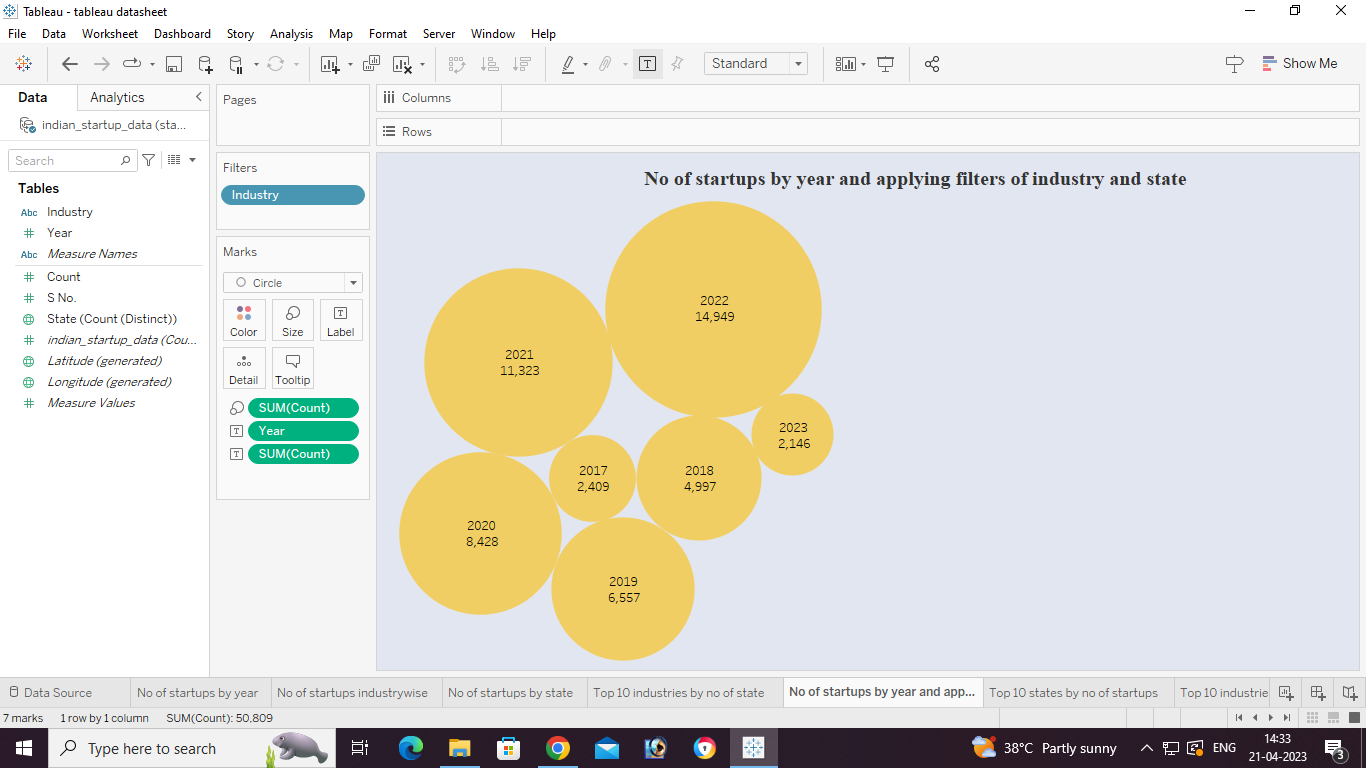 Tableau - tableau datasheet
File Data Worksheet Dashboard Story Analysis Map Format Server Window Help
Standard
Show Me
Data Analytics
indian_startup_data (sta...
Search
Tables
Abc Industry
# Year
Abc Measure Names
# Count
# S No.
State (Count (Distinct))
# indian_startup_data (Cou...
Latitude (generated)
Longitude (generated)
# Measure Values
Pages
Filters
Industry
Marks
Circle
Color Size Label
Detail Tooltip
SUM(Count)
Year
SUM(Count)
Columns
Rows
No of startups by year and applying filters of industry and state
2022
14,949
2021
11,323
2023
2,146
2017
2,409
2018
4,997
2020
8,428
2019
6,557
Data Source No of startups by year No of startups industrywise No of startups by state Top 10 industries by no of state No of startups by year and app... Top 10 states by no of startups Top 10 industrie
7 marks 1 row by 1 column SUM(Count): 50,809
Type here to search
38°C Partly sunny
ENG
14:33
21-04-2023
3